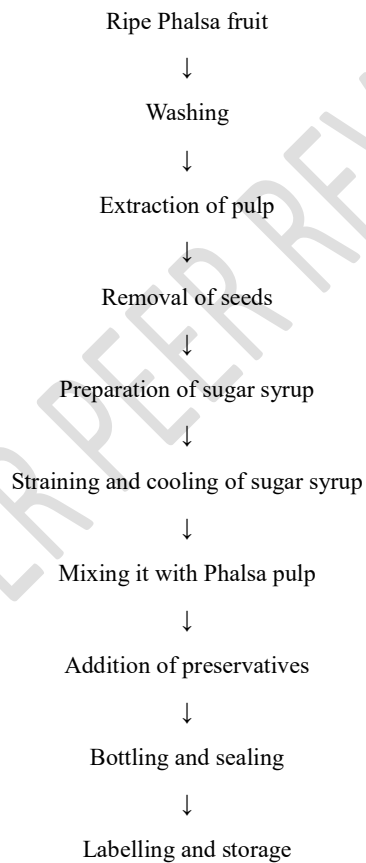 Ripe Phalsa fruit
↓
Washing
↓
Extraction of pulp
↓
Removal of seeds
↓
Preparation of sugar syrup
↓
Straining and cooling of sugar syrup
↓
Mixing it with Phalsa pulp
↓
Addition of preservatives
↓
Bottling and sealing
↓
Labelling and storage